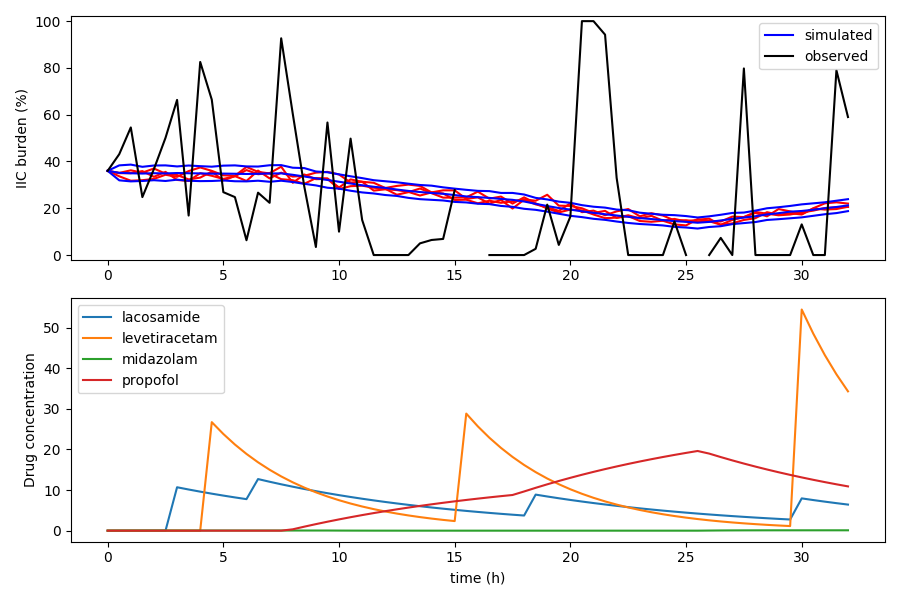 100
80
60
40
20
0
IIC burden (%)
simulated
observed
0 5 10 15 20 25 30
50
40
30
20
10
0
Drug concentration
lacosamide
levetiracetam
midazolam
propofol
0 5 10 15 20 25 30
time (h)